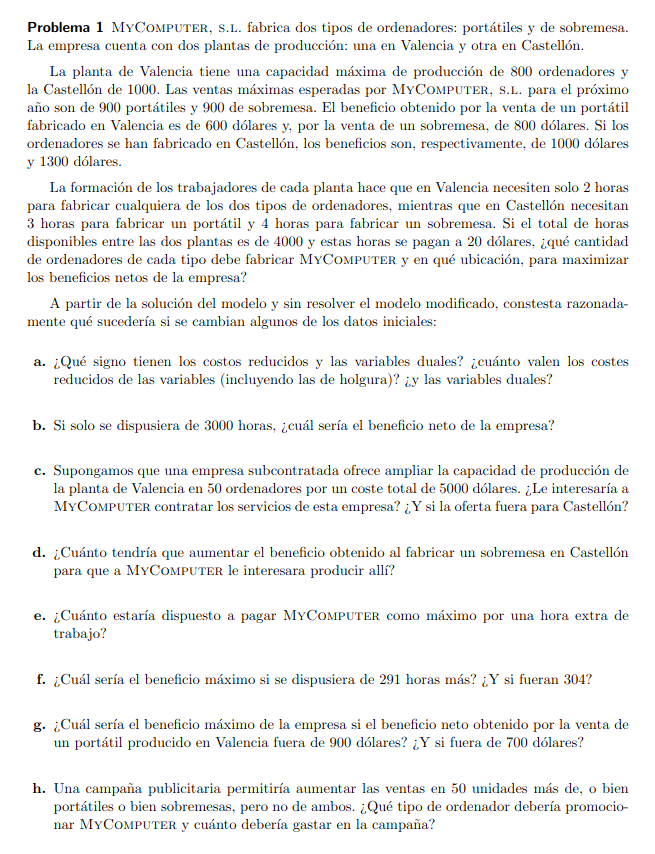 Problema 1 MYCOMPUTER, S.L. fabrica dos tipos de ordenadores: portátiles y de sobremesa.
La empresa cuenta con dos plantas de producción: una en Valencia y otra en Castellón.
La planta de Valencia tiene una capacidad máxima de producción de 800 ordenadores y
la Castellón de 1000. Las ventas máximas esperadas por MYCOMPUTER, S.L. para el próximo
año son de 900 portátiles y 900 de sobremesa. El beneficio obtenido por la venta de un portátil
fabricado en Valencia es de 600 dólares y, por la venta de un sobremesa, de 800 dólares. Si los
ordenadores se han fabricado en Castellón, los beneficios son, respectivamente, de 1000 dólares
y 1300 dólares.
La formación de los trabajadores de cada planta hace que en Valencia necesiten solo 2 horas
para fabricar cualquiera de los dos tipos de ordenadores, mientras que en Castellón necesitan
3 horas para fabricar un portátil y 4 horas para fabricar un sobremesa. Si el total de horas
disponibles entre las dos plantas es de 4000 y estas horas se pagan a 20 dólares, ¿qué cantidad
de ordenadores de cada tipo debe fabricar MYCOMPUTER y en qué ubicación, para maximizar
los beneficios netos de la empresa?
A partir de la solución del modelo y sin resolver el modelo modificado, constesta razonada-
mente qué sucedería si se cambian algunos de los datos iniciales:
a. ¿Qué signo tienen los costos reducidos y las variables duales? ¿cuánto valen los costes
reducidos de las variables (incluyendo las de holgura)? ¿y las variables duales?
b. Si solo se dispusiera de 3000 horas, ¿cuál sería el beneficio neto de la empresa?
c. Supongamos que una empresa subcontratada ofrece ampliar la capacidad de producción de
la planta de Valencia en 50 ordenadores por un coste total de 5000 dólares. ¿Le interesaría a
MYCOMPUTER contratar los servicios de esta empresa? ¿Y si la oferta fuera para Castellón?
d. ¿Cuánto tendría que aumentar el beneficio obtenido al fabricar un sobremesa en Castellón
para que a MYCOMPUTER le interesara producir allí?
e. ¿Cuánto estaría dispuesto a pagar MYCOMPUTER como máximo por una hora extra de
trabajo?
f. ¿Cuál sería el beneficio máximo si se dispusiera de 291 horas más? ¿Y si fueran 304?
g. ¿Cuál sería el beneficio máximo de la empresa si el beneficio neto obtenido por la venta de
un portátil producido en Valencia fuera de 900 dólares? ¿Y si fuera de 700 dólares?
h. Una campaña publicitaria permitiría aumentar las ventas en 50 unidades más de, o bien
portátiles o bien sobremesas, pero no de ambos. ¿Qué tipo de ordenador debería promocio-
nar MYCOMPUTER y cuánto debería gastar en la campaña?